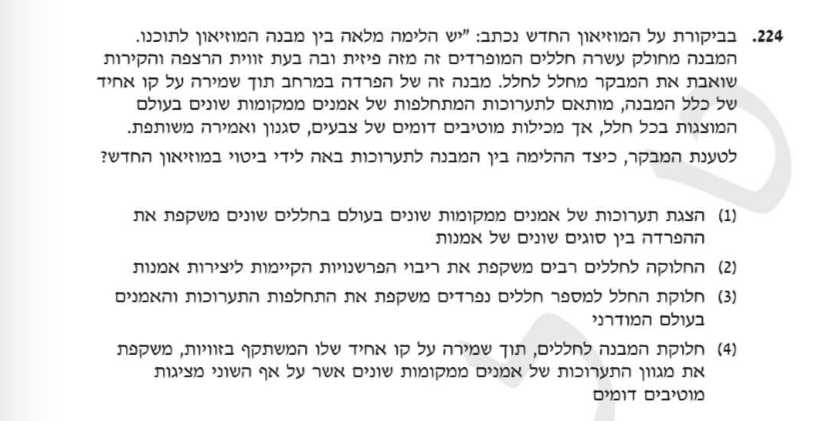 224. בביקורת על המוזיאון החדש נכתב: "יש הלימה מלאה בין מבנה המוזיאון לתוכנו.
המבנה מחולק עשרה חללים המופרדים זה מזה פיזית ובה בעת זווית הרצפה והקירות
שואבת את המבקר מחלל לחלל. מבנה זה של הפרדה במרחב תוך שמירה על קו אחיד
של כלל המבנה, מותאם לתערוכות המתחלפות של אמנים ממקומות שונים בעולם
המוצגות בכל חלל, אך מכילות מוטיבים דומים של צבעים, סגנון ואמירה משותפת.
לטענת המבקר, כיצד ההלימה בין המבנה לתערוכות באה לידי ביטוי במוזיאון החדש?
(1) הצגת תערוכות של אמנים ממקומות שונים בעולם בחללים שונים משקפת את
ההפרדה בין סוגים שונים של אמנות
(2) החלוקה לחללים רבים משקפת את ריבוי הפרשנויות הקיימות ליצירות אמנות
(3) חלוקת החלל למספר חללים נפרדים משקפת את התחלפות התערוכות והאמנים
בעולם המודרני
(4) חלוקת המבנה לחללים, תוך שמירה על קו אחיד שלו המשתקף בזוויות, משקפת
את מגוון התערוכות של אמנים ממקומות שונים אשר על אף השוני מציגות
מוטיבים דומים